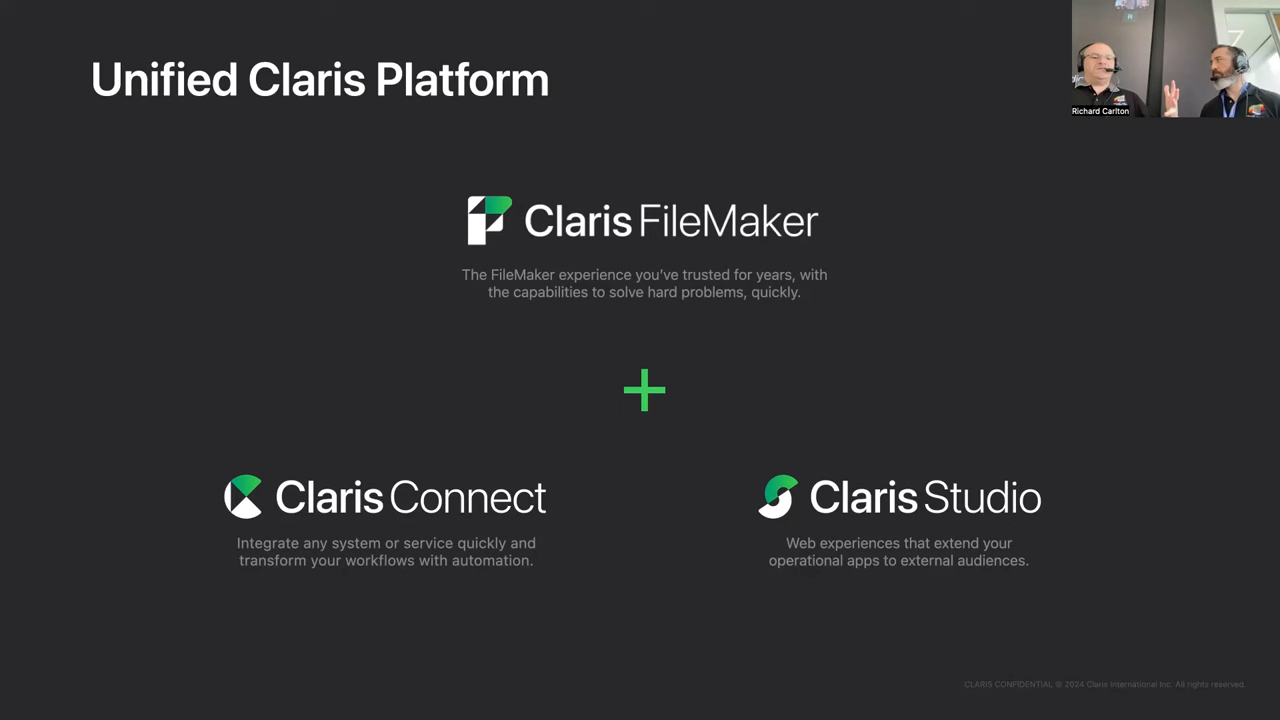 Unified Claris Platform
Richard Carlton
Claris FileMaker
The FileMaker experience you’ve trusted for years, with
the capabilities to solve hard problems, quickly.
Claris Connect
Integrate any system or service quickly and
transform your workflows with automation.
Claris Studio
Web experiences that extend your
operational apps to external audiences.
CLARIS CONFIDENTIAL © 2024 Claris International Inc. All rights reserved.